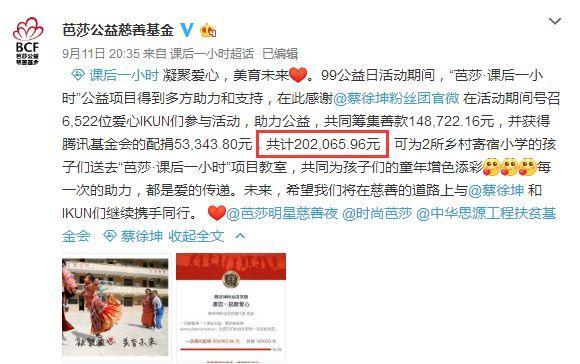 BCF
芭莎公益
慈善基金
芭莎公益慈善基金
9月11日 20:35 来自 课后一小时超话 已编辑
课后一小时 凝聚爱心，美育未来❤。99公益日活动期间，“芭莎·课后一小
时”公益项目得到多方助力和支持，在此感谢@蔡徐坤粉丝团官微 在活动期间号召
6,522位爱心IKUN们参与活动，助力公益，共同筹集善款148,722.16元，并获得
腾讯基金会的配捐53,343.80元，共计202,065.96元，可为2所乡村寄宿小学的孩
子们送去“芭莎·课后一小时”项目教室，共同为孩子们的童年增色添彩 每
一次的助力，都是爱的传递。未来，希望我们将在慈善的道路上与@蔡徐坤 和
IKUN们继续携手同行。❤@芭莎明星慈善夜 @时尚芭莎 @中华思源工程扶贫基
金会 蔡徐坤 收起全文
美育未来
邀您一起献爱心